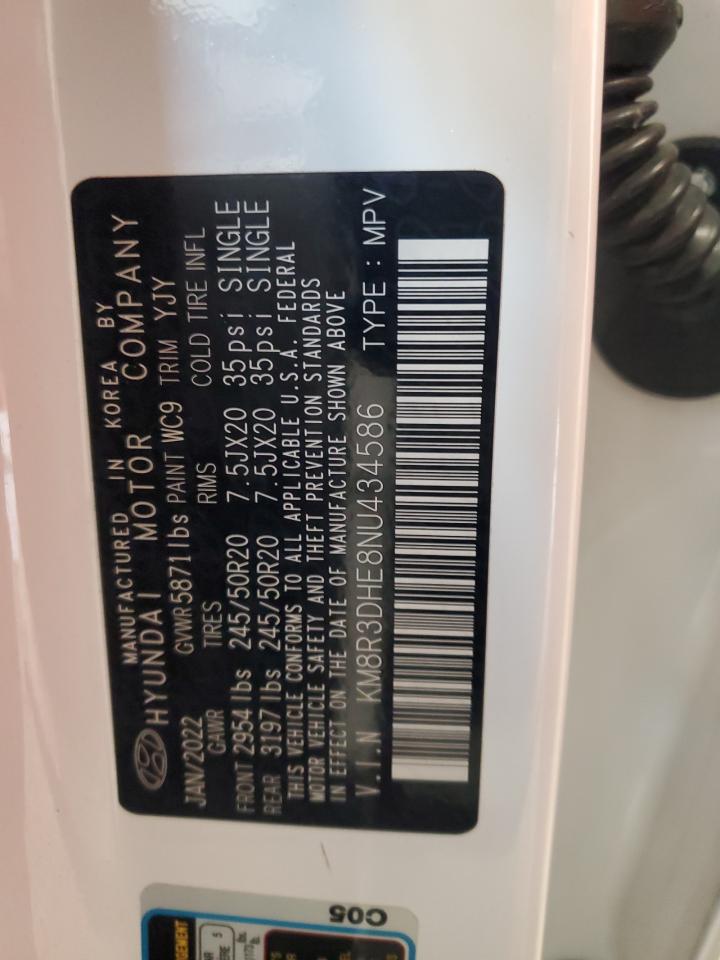 MANUFACTURED IN KOREA BY
HYUNDAI MOTOR COMPANY
JAN/2022 GVWR 5871lbs PAINT WC9 TRIM YJY
GAWR TIRES RIMS COLD TIRE INFL
FRONT 2954 lbs 245/50R20 7.5JX20 35psi SINGLE
REAR 3197 lbs 245/50R20 7.5JX20 35psi SINGLE
THIS VEHICLE CONFORMS TO ALL APPLICABLE U.S.A. FEDERAL
MOTOR VEHICLE SAFETY AND THEFT PREVENTION STANDARDS
IN EFFECT ON THE DATE OF MANUFACTURE SHOWN ABOVE
V.I.N KM8R3DHE8NU434586 TYPE : MPV
C05